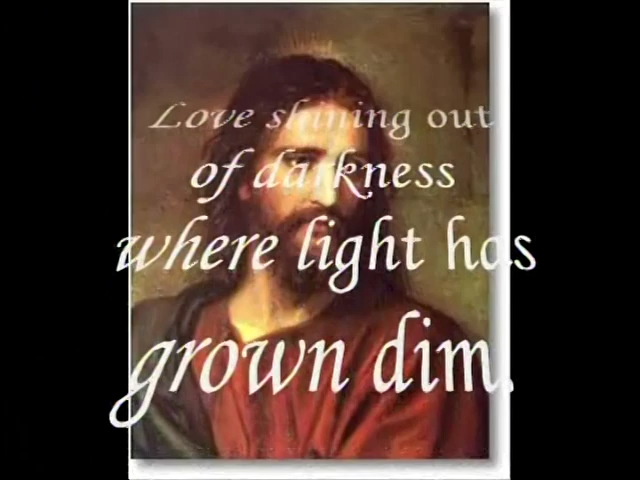 Love shining out
of darkness
where light has
grown dim.